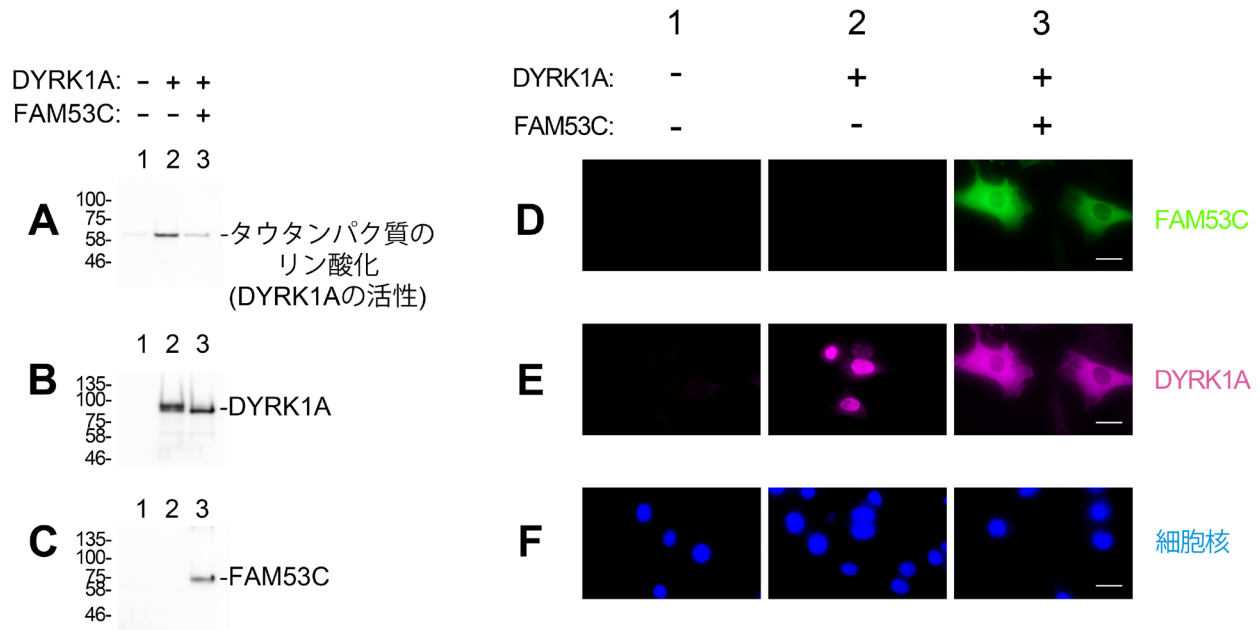 DYRK1A: - + +
FAM53C: - - +
1 2 3
A
100-
75-
58-
46-
-タウタンパク質の
リン酸化
(DYRK1Aの活性)
1 2 3
B
135-
100-
75-
58-
46-
-DYRK1A
1 2 3
C
135-
100-
75-
58-
46-
-FAM53C
1 2 3
DYRK1A: - + +
FAM53C: - - +
D
FAM53C
E
DYRK1A
F
細胞核